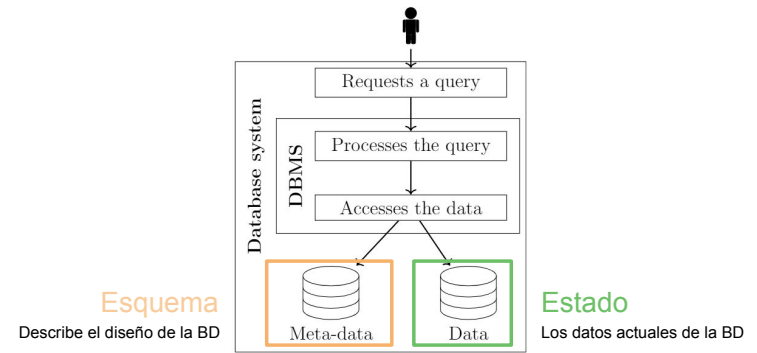 Requests a query
Database system
DBMS
Processes the query
Accesses the data
Esquema
Describe el diseño de la BD
Meta-data
Data
Estado
Los datos actuales de la BD